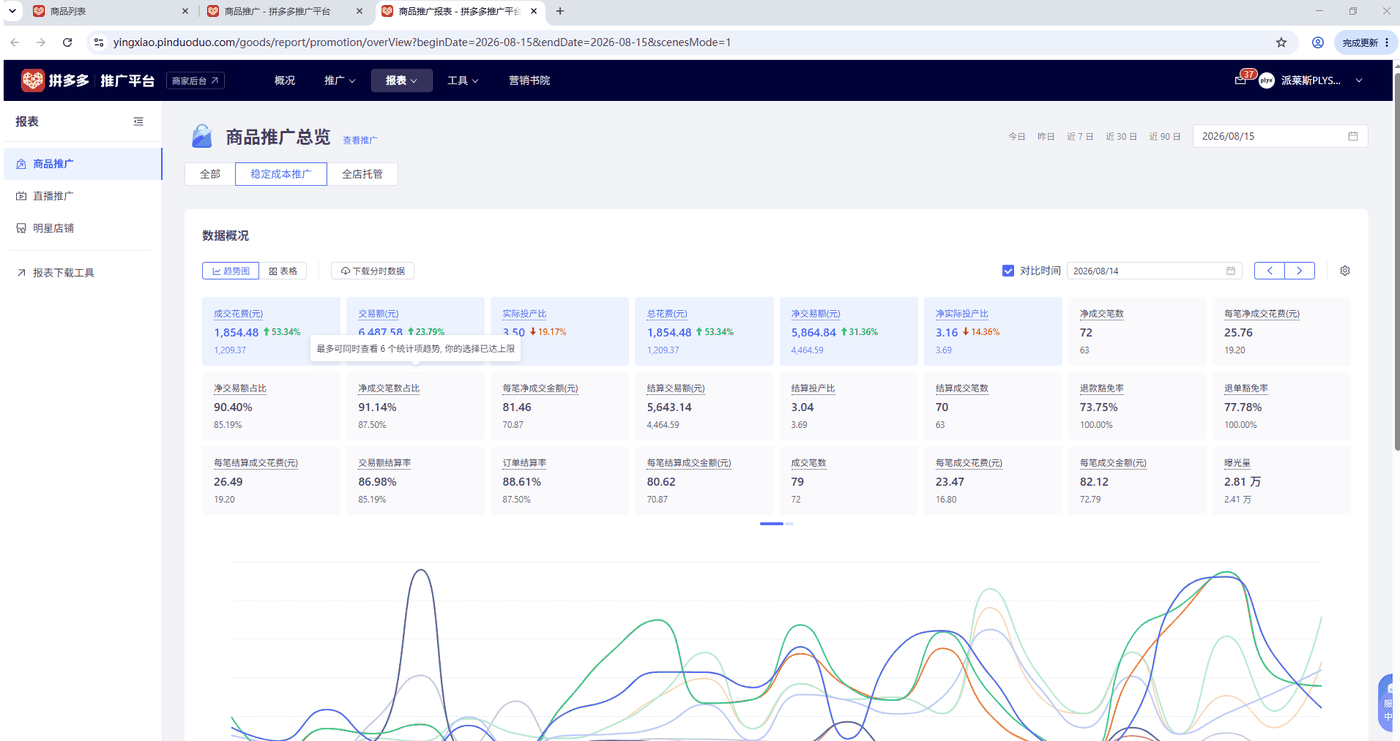 商品列表
商品推广 - 拼多多推广平台
商品推广报表 - 拼多多推广平台
yingxiao.pinduoduo.com/goods/report/promotion/overView?beginDate=2026-08-15&endDate=2026-08-15&scenesMode=1
完成更新
拼多多 推广平台 商家后台 概况 推广 报表 工具 营销书院 37 plys 派莱斯PLYS...
报表
商品推广
直播推广
明星店铺
报表下载工具
商品推广总览 查看推广
今日 昨日 近 7 日 近 30 日 近 90 日 2026/08/15
全部 稳定成本推广 全店托管
数据概况
趋势图 表格 下载分时数据 对比时间 2026/08/14
成交花费(元) 交易额(元) 实际投产比 总花费(元) 净交易额(元) 净实际投产比 净成交笔数 每笔净成交花费(元)
1,854.48 53.34% 6,487.58 23.79% 3.50 19.17% 1,854.48 53.34% 5,864.84 31.36% 3.16 14.36% 72 25.76
1,209.37 最多可同时查看 6 个统计项趋势, 你的选择已达上限 1,209.37 4,464.59 3.69 63 19.20
净交易额占比 净成交笔数占比 每笔净成交金额(元) 结算交易额(元) 结算投产比 结算成交笔数 退款豁免率 退单豁免率
90.40% 91.14% 81.46 5,643.14 3.04 70 73.75% 77.78%
85.19% 87.50% 70.87 4,464.59 3.69 63 100.00% 100.00%
每笔结算成交花费(元) 交易额结算率 订单结算率 每笔结算成交金额(元) 成交笔数 每笔成交花费(元) 每笔成交金额(元) 曝光量
26.49 86.98% 88.61% 80.62 79 23.47 82.12 2.81 万
19.20 85.19% 87.50% 70.87 72 16.80 72.79 2.41 万